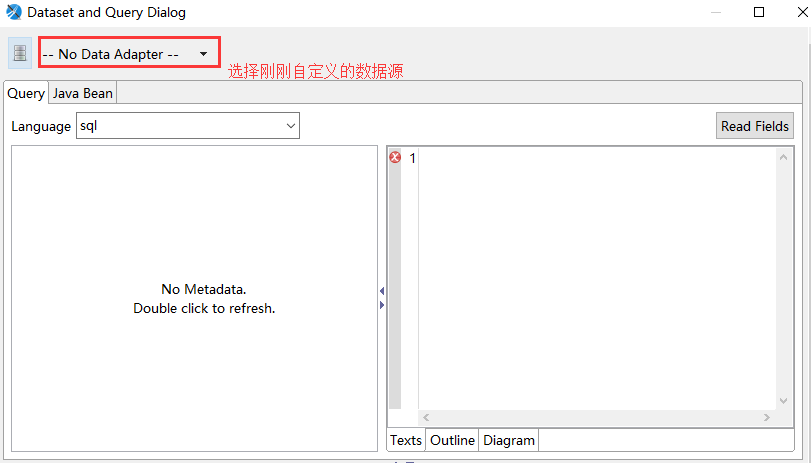 Dataset and Query Dialog
-- No Data Adapter --
选择刚刚自定义的数据源
Query Java Bean
Language sql Read Fields
1
No Metadata.
Double click to refresh.
Texts Outline Diagram